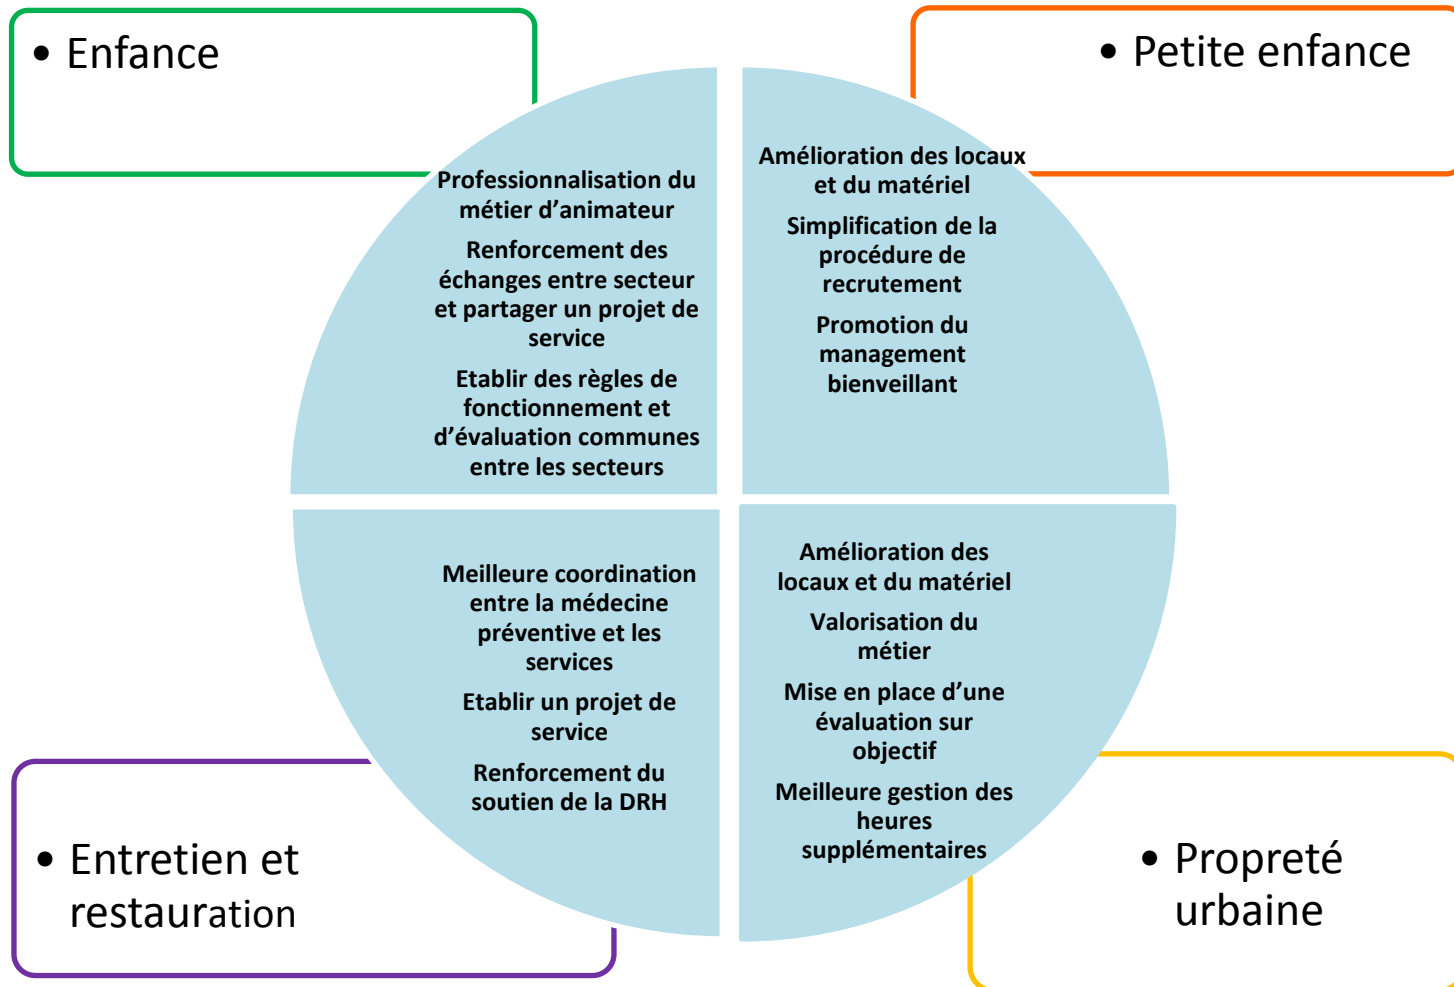 • Enfance
Professionnalisation du
métier d’animateur
Renforcement des
échanges entre secteur
et partager un projet de
service
Etablir des règles de
fonctionnement et
d’évaluation communes
entre les secteurs
• Petite enfance
Amélioration des locaux
et du matériel
Simplification de la
procédure de
recrutement
Promotion du
management
bienveillant
Meilleure coordination
entre la médecine
préventive et les
services
Etablir un projet de
service
Renforcement du
soutien de la DRH
• Entretien et
restauration
Amélioration des
locaux et du matériel
Valorisation du
métier
Mise en place d’une
évaluation sur
objectif
Meilleure gestion des
heures
supplémentaires
• Propreté
urbaine